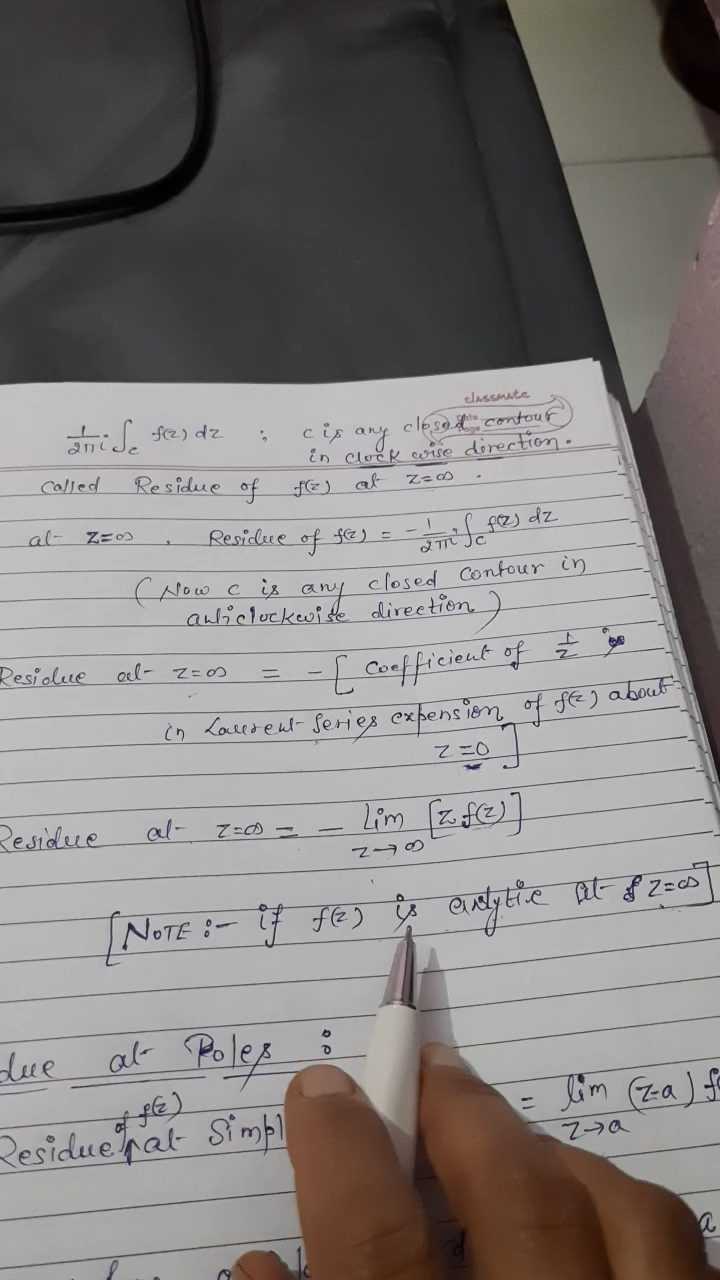 classmate
1/2πi ∫c f(z) dz ; c is any closed contour
in clock wise direction.
called Residue of f(z) at z=∞ .
at z=∞ , Residue of f(z) = -1/2πi ∫c f(z) dz
(Now c is any closed contour in
anticlockwise direction)
Residue at z=∞ = - [ coefficient of 1/z
in Laurent series expension of f(z) about
z=0 ]
Residue at z=∞ = - lim z→∞ [z f(z)]
[NOTE :- if f(z) is analytic at z=∞]
due at Poles :
of f(z)
Residue at Simpl = lim z→a (z-a) f
a